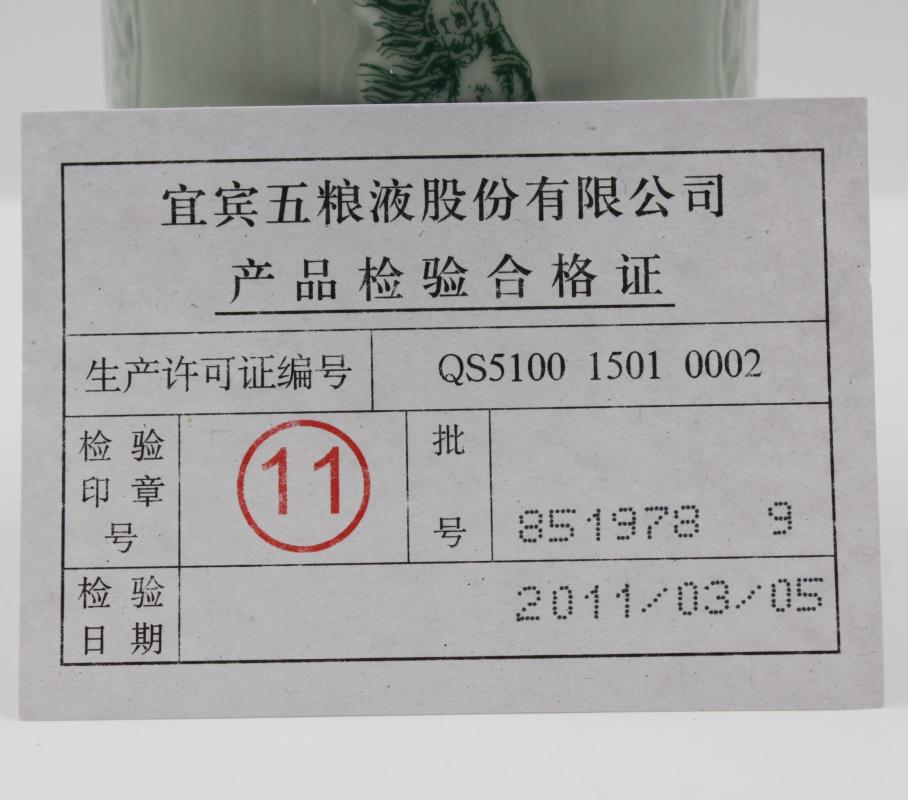 宜宾五粮液股份有限公司
产品检验合格证
生产许可证编号 QS5100 1501 0002
检验印章号 11 批号 851978 9
检验日期 2011/03/05